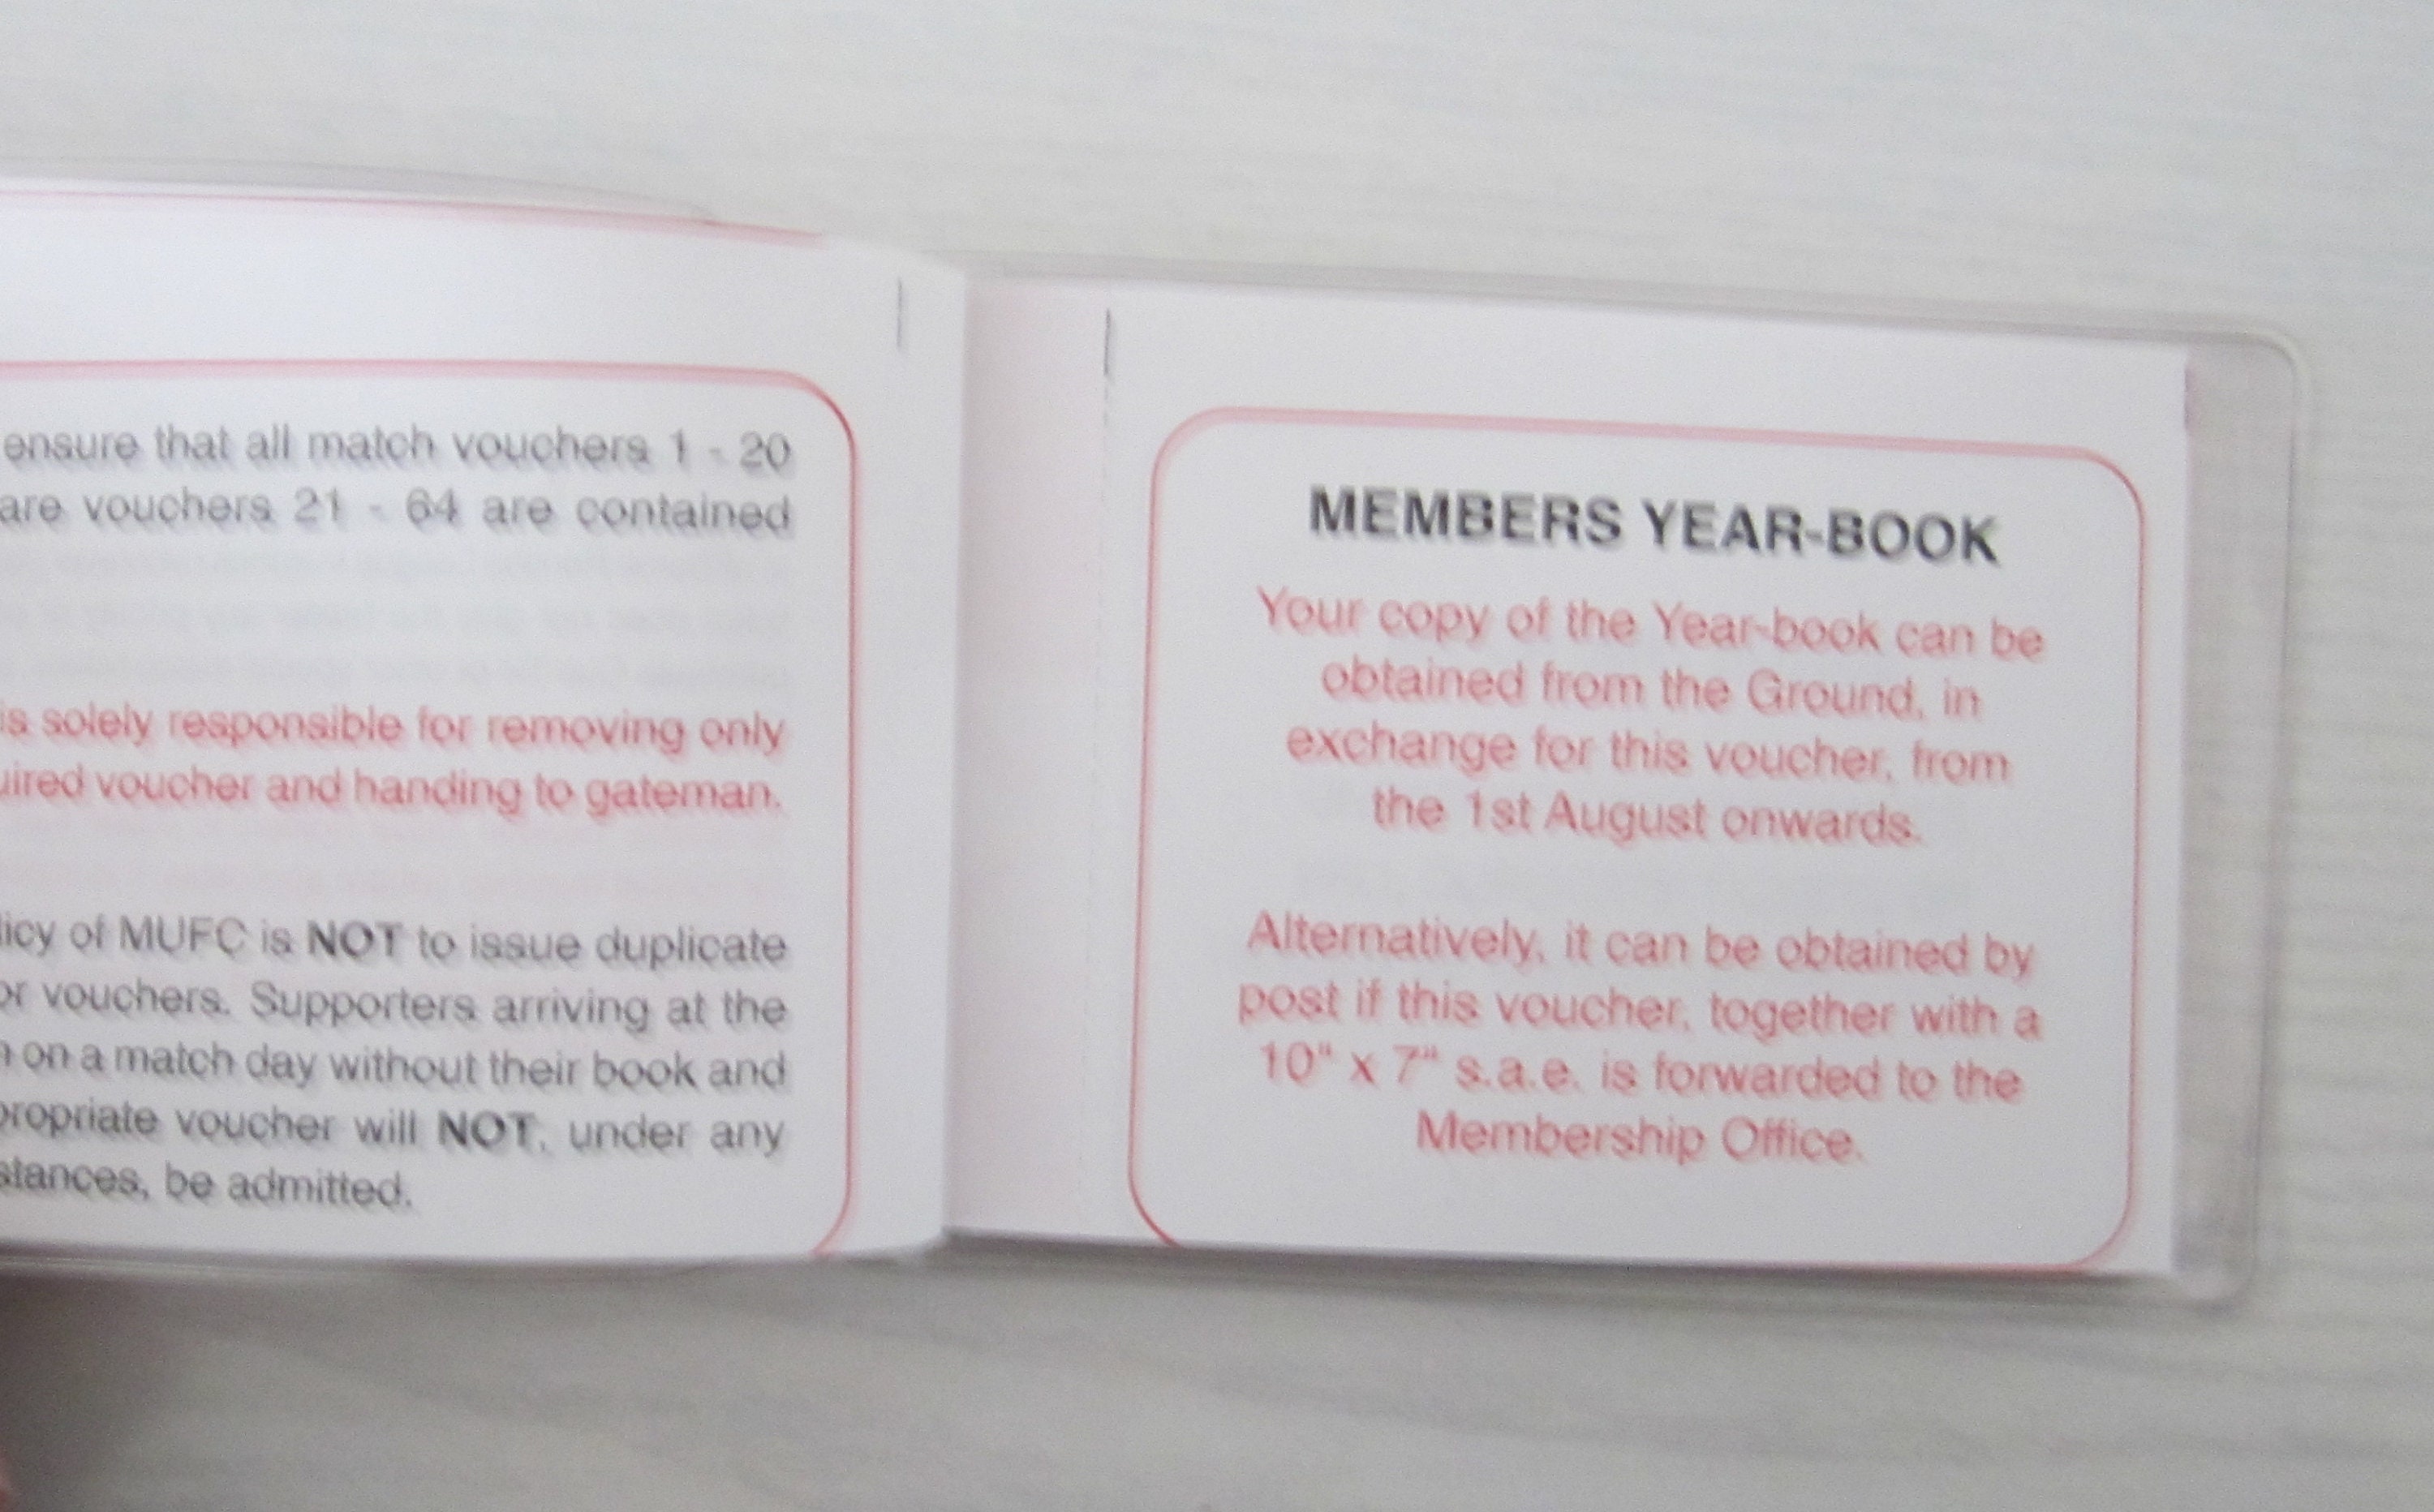 ensure that all match vouchers 1 - 20
are vouchers 21 - 64 are contained
is solely responsible for removing only
uired voucher and handing to gateman.
licy of MUFC is NOT to issue duplicate
or vouchers. Supporters arriving at the
on a match day without their book and
propriate voucher will NOT, under any
stances, be admitted.
MEMBERS YEAR-BOOK
Your copy of the Year-book can be
obtained from the Ground, in
exchange for this voucher, from
the 1st August onwards.
Alternatively, it can be obtained by
post if this voucher, together with a
10" x 7" s.a.e. is forwarded to the
Membership Office.